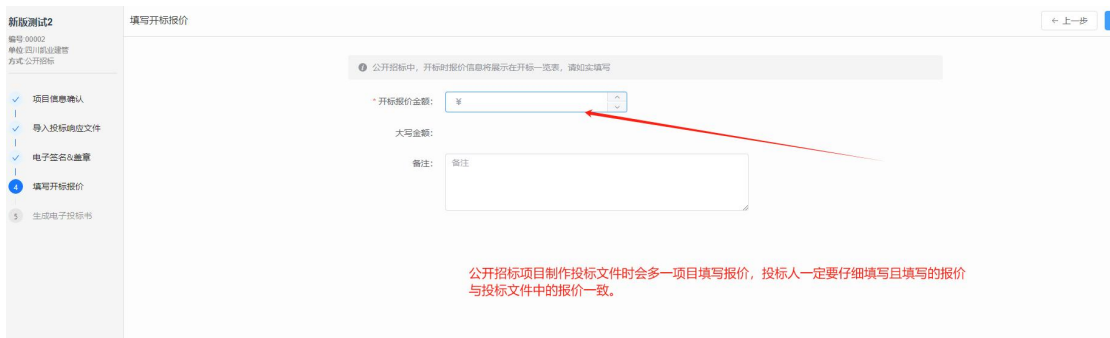 新版测试2
编号:00002
单位:四川凯业建管
方式:公开招标
项目信息确认
导入投标响应文件
电子签名&盖章
4 填写开标报价
5 生成电子投标书
填写开标报价
← 上一步
公开招标中，开标时报价信息将展示在开标一览表，请如实填写
* 开标报价金额： ￥
大写金额：
备注： 备注
公开招标项目制作投标文件时会多一项目填写报价，投标人一定要仔细填写且填写的报价
与投标文件中的报价一致。